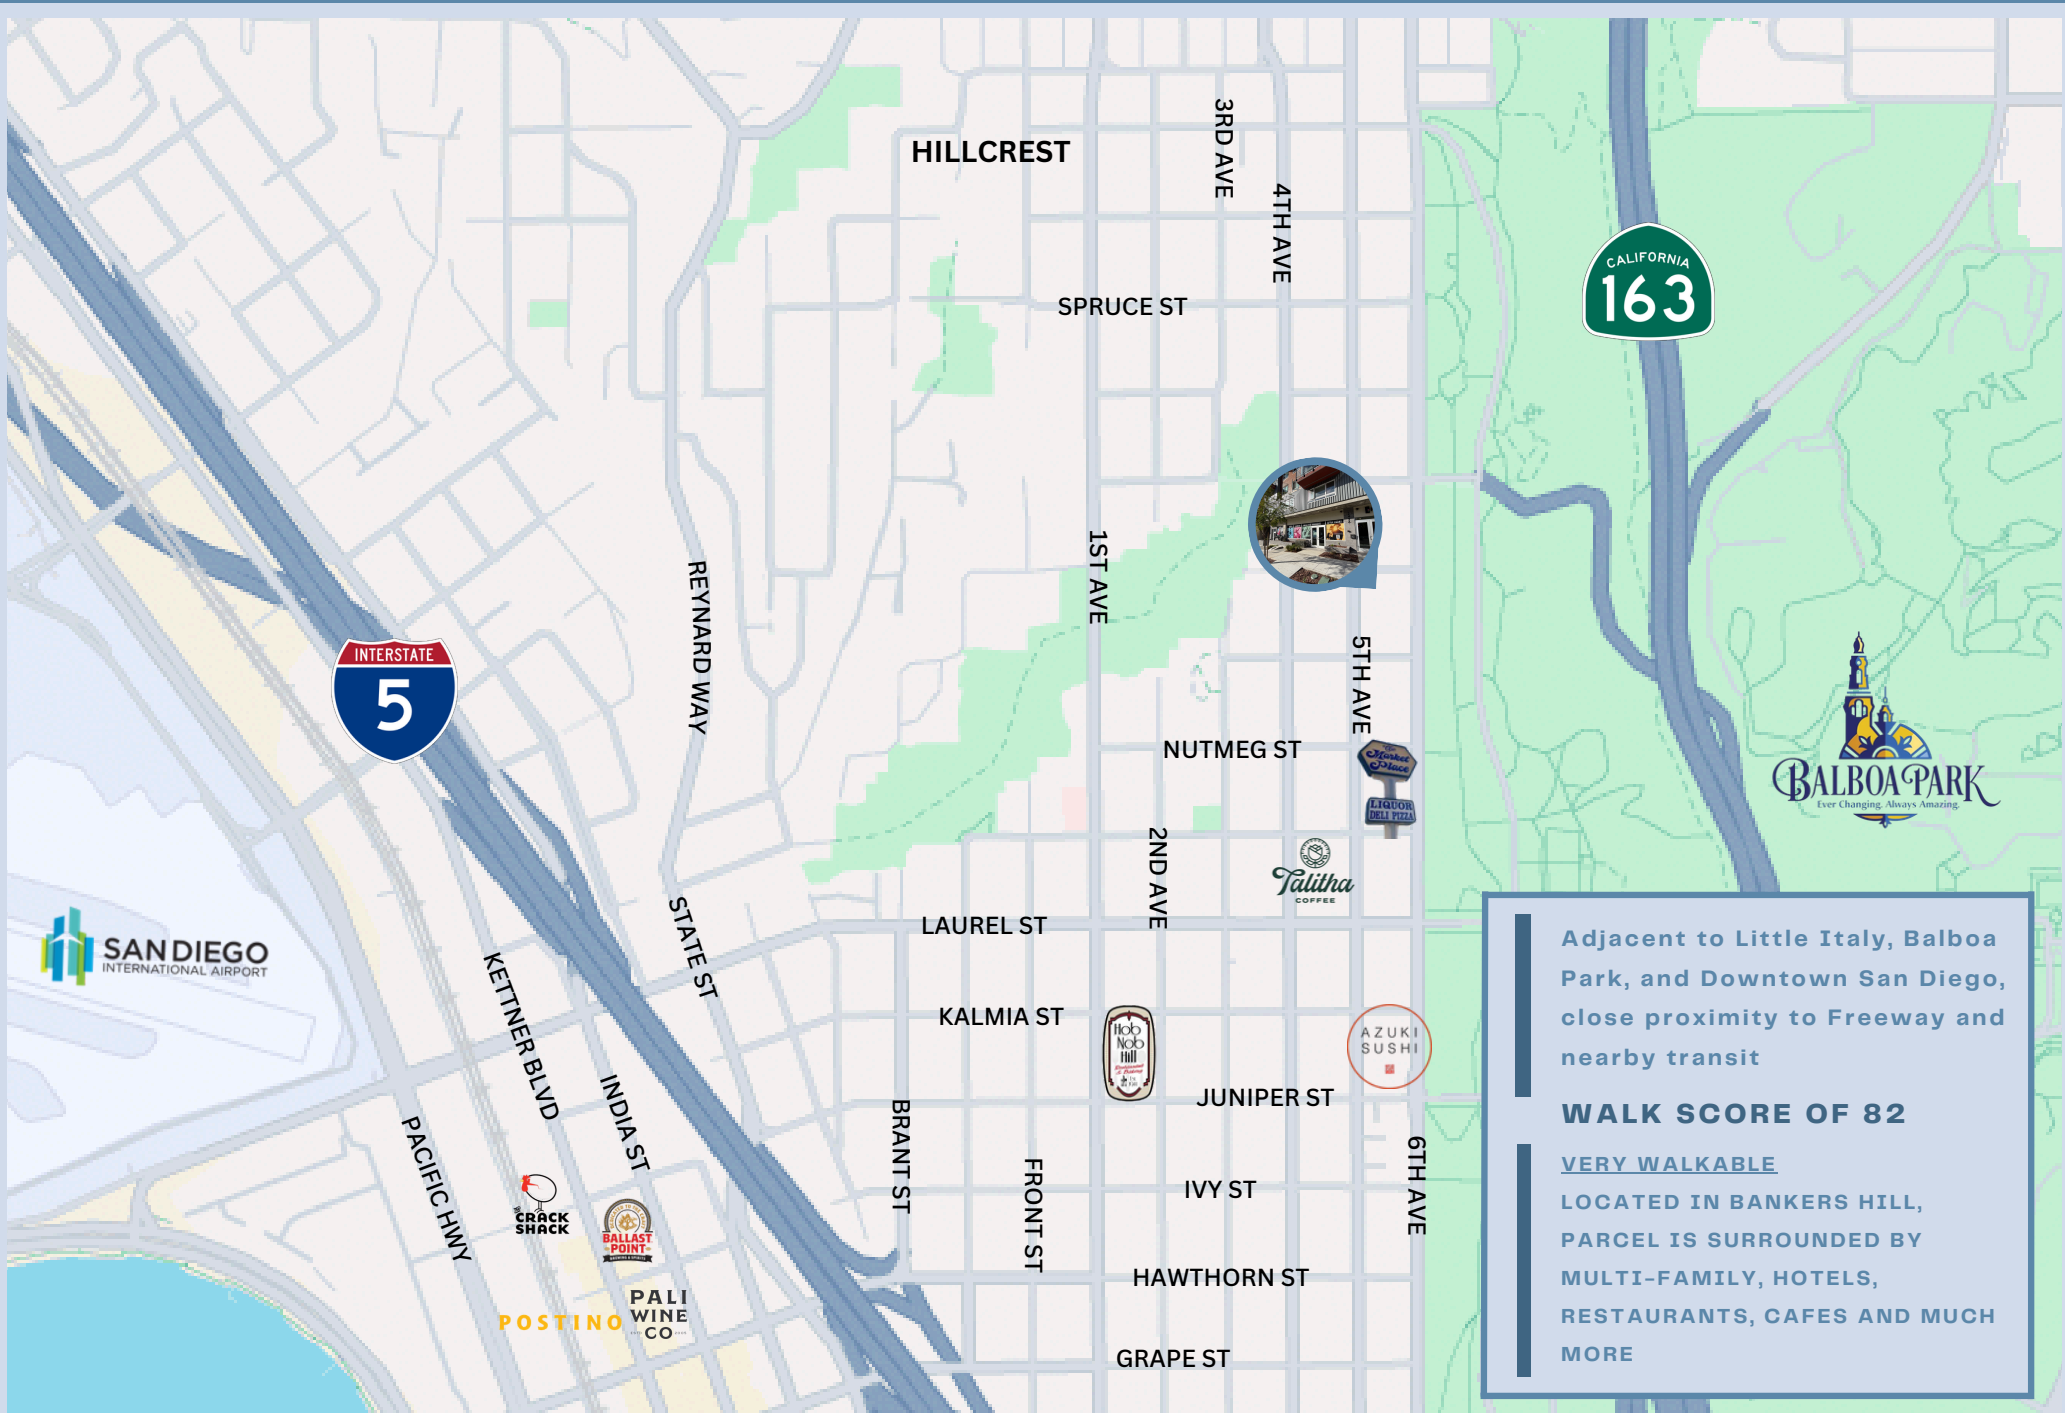 HILLCREST
3RD AVE
4TH AVE
SPRUCE ST
CALIFORNIA
163
1ST AVE
REYNARD WAY
INTERSTATE
5
5TH AVE
NUTMEG ST
The
Market
Place
LIQUOR
DELI PIZZA
BALBOA PARK
Ever Changing. Always Amazing.
2ND AVE
Talitha
COFFEE
LAUREL ST
STATE ST
SAN DIEGO
INTERNATIONAL AIRPORT
KETTNER BLVD
KALMIA ST
Hob
Nob
Hill
AZUKI
SUSHI
INDIA ST
JUNIPER ST
BRANT ST
PACIFIC HWY
FRONT ST
6TH AVE
IVY ST
CRACK
SHACK
BALLAST
POINT
HAWTHORN ST
POSTINO
PALI
WINE
CO
GRAPE ST
Adjacent to Little Italy, Balboa
Park, and Downtown San Diego,
close proximity to Freeway and
nearby transit
WALK SCORE OF 82
VERY WALKABLE
LOCATED IN BANKERS HILL,
PARCEL IS SURROUNDED BY
MULTI-FAMILY, HOTELS,
RESTAURANTS, CAFES AND MUCH
MORE